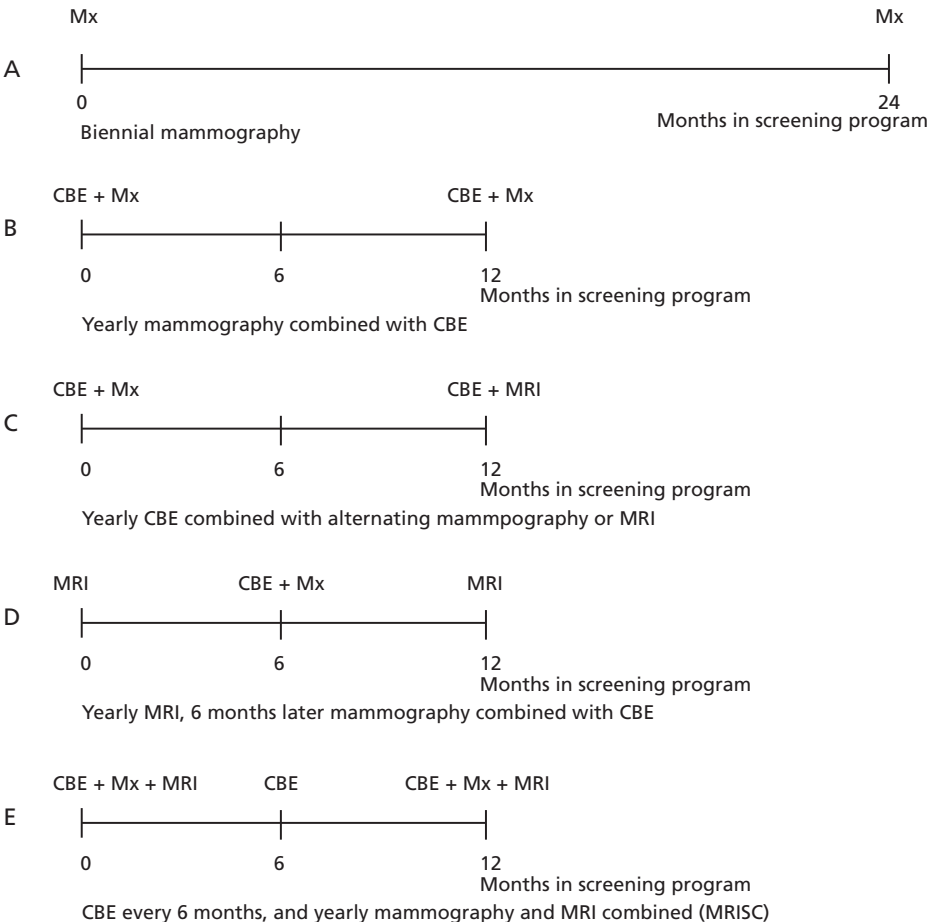 Mx Mx
A
0 24
Biennial mammography Months in screening program
CBE + Mx CBE + Mx
B
0 6 12
Months in screening program
Yearly mammography combined with CBE
CBE + Mx CBE + MRI
C
0 6 12
Months in screening program
Yearly CBE combined with alternating mammpography or MRI
MRI CBE + Mx MRI
D
0 6 12
Months in screening program
Yearly MRI, 6 months later mammography combined with CBE
CBE + Mx + MRI CBE CBE + Mx + MRI
E
0 6 12
Months in screening program
CBE every 6 months, and yearly mammography and MRI combined (MRISC)